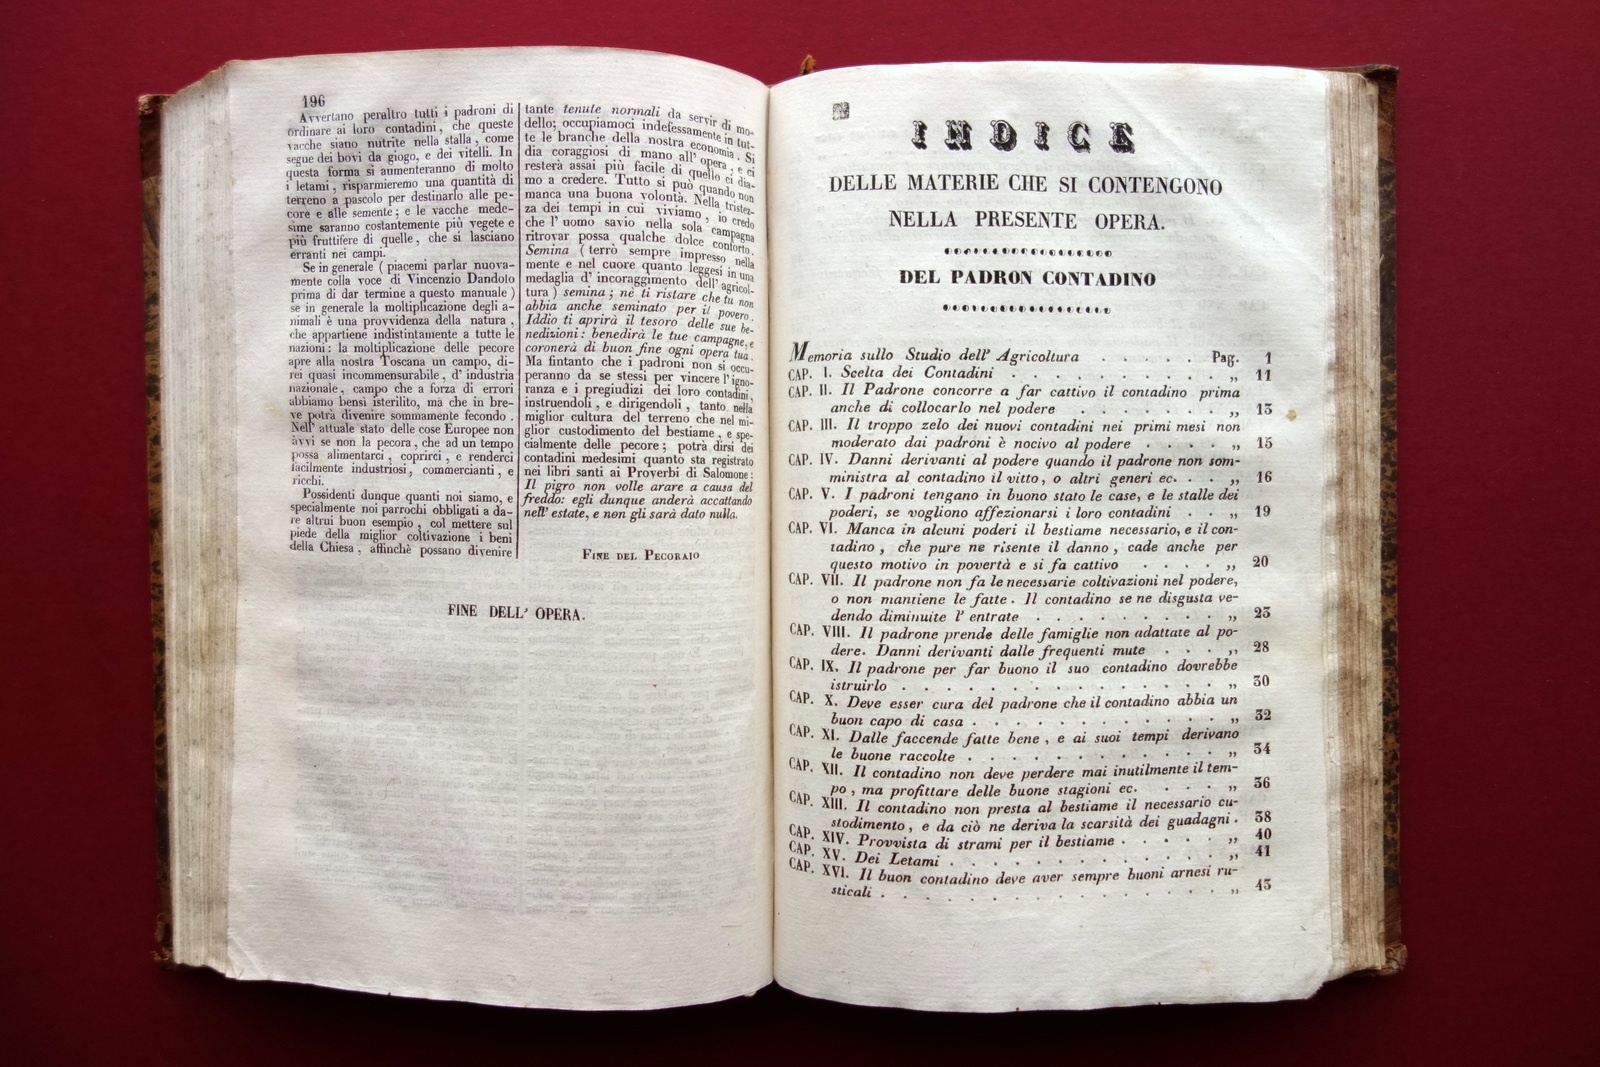 196
Avvertano peraltro tutti i padroni di
ordinare ai loro contadini, che queste
vacche siano nutrite nella stalla, come
segue dei bovi da giogo, e dei vitelli. In
questa forma si aumenteranno di molto
i letami, risparmieremo una quantità di
terreno a pascolo per destinarlo alle pe-
core e alle semente; e le vacche mede-
sime saranno costantemente più vegete e
più fruttifere di quelle, che si lasciano
erranti nei campi.
Se in generale ( piacemi parlar nuova-
mente colla voce di Vincenzio Dandolo
prima di dar termine a questo manuale )
se in generale la moltiplicazione degli a-
nimali è una provvidenza della natura,
che appartiene indistintamente a tutte le
nazioni: la moltiplicazione delle pecore
apre alla nostra Toscana un campo, di-
rei quasi incommensurabile, d' industria
nazionale, campo che a forza di errori
abbiamo bensì isterilito, ma che in bre-
ve potrà divenire sommamente fecondo.
Nell' attuale stato delle cose Europee non
avvi se non la pecora, che ad un tempo
possa alimentarci, coprirci, e renderci
facilmente industriosi, commercianti, e
ricchi.
Possidenti dunque quanti noi siamo, e
specialmente noi parrochi obbligati a da-
re altrui buon esempio, col mettere sul
piede della miglior coltivazione i beni
della Chiesa, affinchè possano divenire
tante tenute normali da servir di mo-
dello; occupiamoci indefessamente in tut-
te le branche della nostra economia. Si
dia coraggiosi di mano all' opera, e ci
resterà assai più facile di quello ci dia-
mo a credere. Tutto si può quando non
manca una buona volontà. Nella tristez-
za dei tempi in cui viviamo, io credo
che l' uomo savio nella sola campagna
ritrovar possa qualche dolce conforto.
Semina ( terrò sempre impresso nella
mente e nel cuore quanto leggesi in una
medaglia d' incoraggimento dell' agricol-
tura ) semina; nè ti ristare che tu non
abbia anche seminato per il povero.
Iddio ti aprirà il tesoro delle sue be-
nedizioni: benedirà le tue campagne, e
coronerà di buon fine ogni opera tua.
Ma fintanto che i padroni non si occu-
peranno da se stessi per vincere l' igno-
ranza e i pregiudizi dei loro contadini,
instruendoli, e dirigendoli, tanto nella
miglior cultura del terreno che nel mi-
glior custodimento del bestiame, e spe-
cialmente delle pecore; potrà dirsi dei
contadini medesimi quanto sta registrato
nei libri santi ai Proverbi di Salomone:
Il pigro non volle arare a causa del
freddo: egli dunque anderà accattando
nell' estate, e non gli sarà dato nulla.
FINE DEL PECORAIO
FINE DELL' OPERA.
INDICE
DELLE MATERIE CHE SI CONTENGONO
NELLA PRESENTE OPERA.
DEL PADRON CONTADINO
Memoria sullo Studio dell' Agricoltura . . . . . Pag. 1
CAP. I. Scelta dei Contadini . . . . . . . . . „ 11
CAP. II. Il Padrone concorre a far cattivo il contadino prima
anche di collocarlo nel podere . . . . . . . „ 13
CAP. III. Il troppo zelo dei nuovi contadini nei primi mesi non
moderato dai padroni è nocivo al podere . . . . „ 15
CAP. IV. Danni derivanti al podere quando il padrone non som-
ministra al contadino il vitto, o altri generi ec. . . „ 16
CAP. V. I padroni tengano in buono stato le case, e le stalle dei
poderi, se vogliono affezionarsi i loro contadini . . „ 19
CAP. VI. Manca in alcuni poderi il bestiame necessario, e il con-
tadino, che pure ne risente il danno, cade anche per
questo motivo in povertà e si fa cattivo . . . . „ 20
CAP. VII. Il padrone non fa le necessarie coltivazioni nel podere,
o non mantiene le fatte. Il contadino se ne disgusta ve-
dendo diminuite l' entrate . . . . . . . . „ 23
CAP. VIII. Il padrone prende delle famiglie non adattate al po-
dere. Danni derivanti dalle frequenti mute . . . „ 28
CAP. IX. Il padrone per far buono il suo contadino dovrebbe
istruirlo . . . . . . . . . . . . . . „ 30
CAP. X. Deve esser cura del padrone che il contadino abbia un
buon capo di casa . . . . . . . . . . . „ 32
CAP. XI. Dalle faccende fatte bene, e ai suoi tempi derivano
le buone raccolte . . . . . . . . . . . „ 34
CAP. XII. Il contadino non deve perdere mai inutilmente il tem-
po, ma profittare delle buone stagioni ec. . . . „ 36
CAP. XIII. Il contadino non presta al bestiame il necessario cu-
stodimento, e da ciò ne deriva la scarsità dei guadagni. 38
CAP. XIV. Provvista di strami per il bestiame . . . . . „ 40
CAP. XV. Dei Letami . . . . . . . . . . . . „ 41
CAP. XVI. Il buon contadino deve aver sempre buoni arnesi ru-
sticali . . . . . . . . . . . . . . „ 43